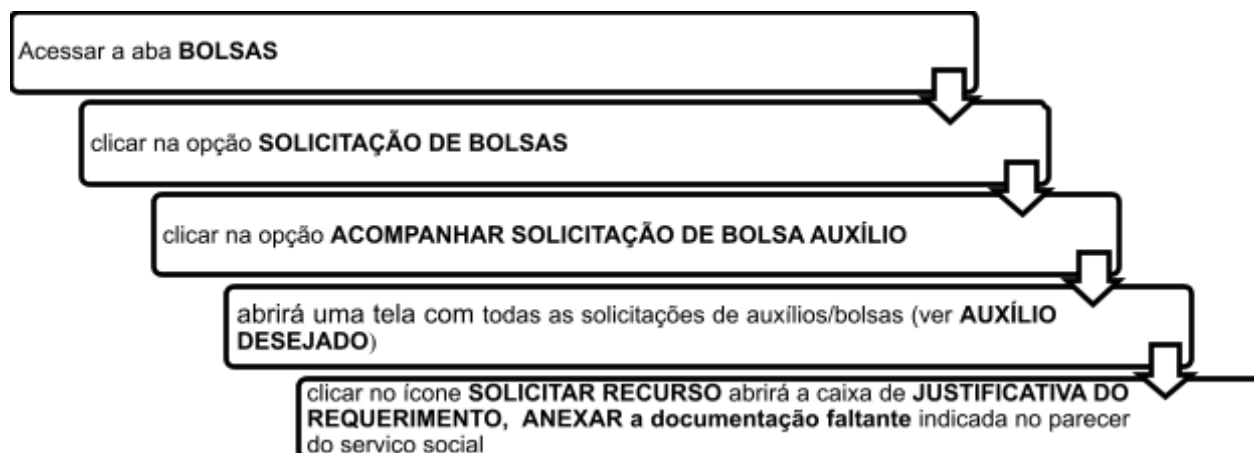 Acessar a aba BOLSAS
clicar na opção SOLICITAÇÃO DE BOLSAS
clicar na opção ACOMPANHAR SOLICITAÇÃO DE BOLSA AUXÍLIO
abrirá uma tela com todas as solicitações de auxílios/bolsas (ver AUXÍLIO
DESEJADO)
clicar no ícone SOLICITAR RECURSO abrirá a caixa de JUSTIFICATIVA DO
REQUERIMENTO, ANEXAR a documentação faltante indicada no parecer
do serviço social